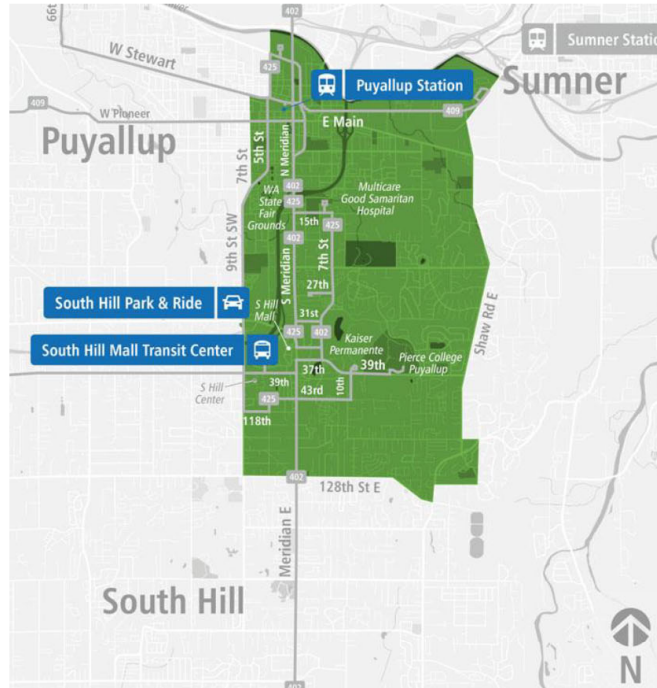 402
66th
W Stewart
425
Sumner Statio
Puyallup Station
Sumner
409
W Pioneer
409
E Main
Puyallup
5th St
7th St
N Meridian
402
WA
State
Fair
Grounds
425
Multicare
Good Samaritan
Hospital
15th
425
402
9th St SW
7th St
S Meridian
27th
South Hill Park & Ride
S Hill
Mall
31st
Shaw Rd E
425
402
South Hill Mall Transit Center
Kaiser
Permanente
Pierce College
Puyallup
37th
39th
39th
10th
S Hill
Center
43rd
425
118th
402
128th St E
Meridian E
South Hill
N
402